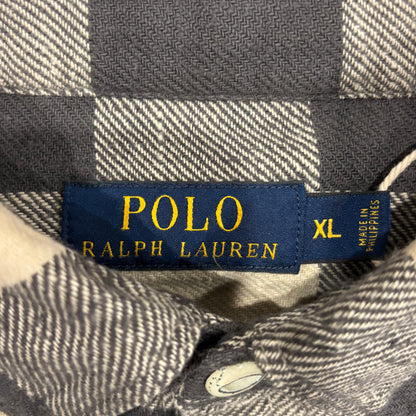 POLO
RALPH LAUREN
XL
MADE IN
PHILIPPINES